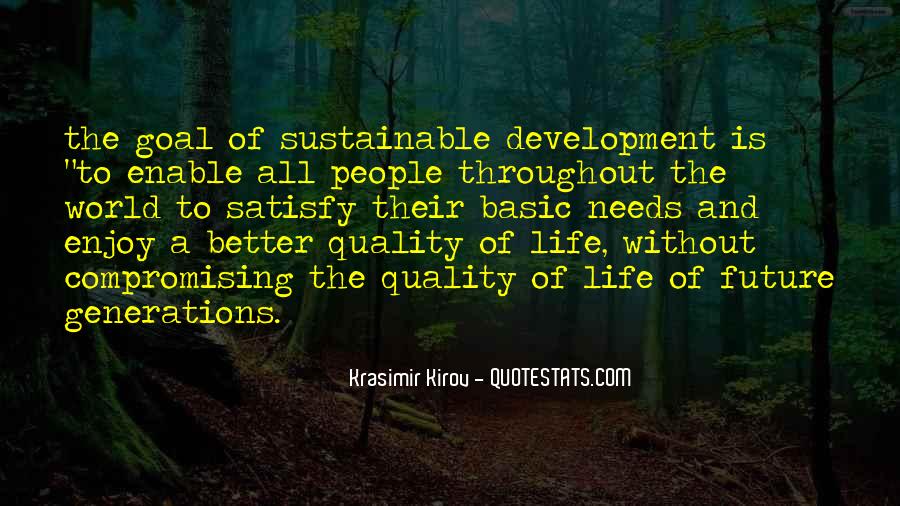 the goal of sustainable development is
"to enable all people throughout the
world to satisfy their basic needs and
enjoy a better quality of life, without
compromising the quality of life of future
generations.
Krasimir Kirov - QUOTESTATS.COM